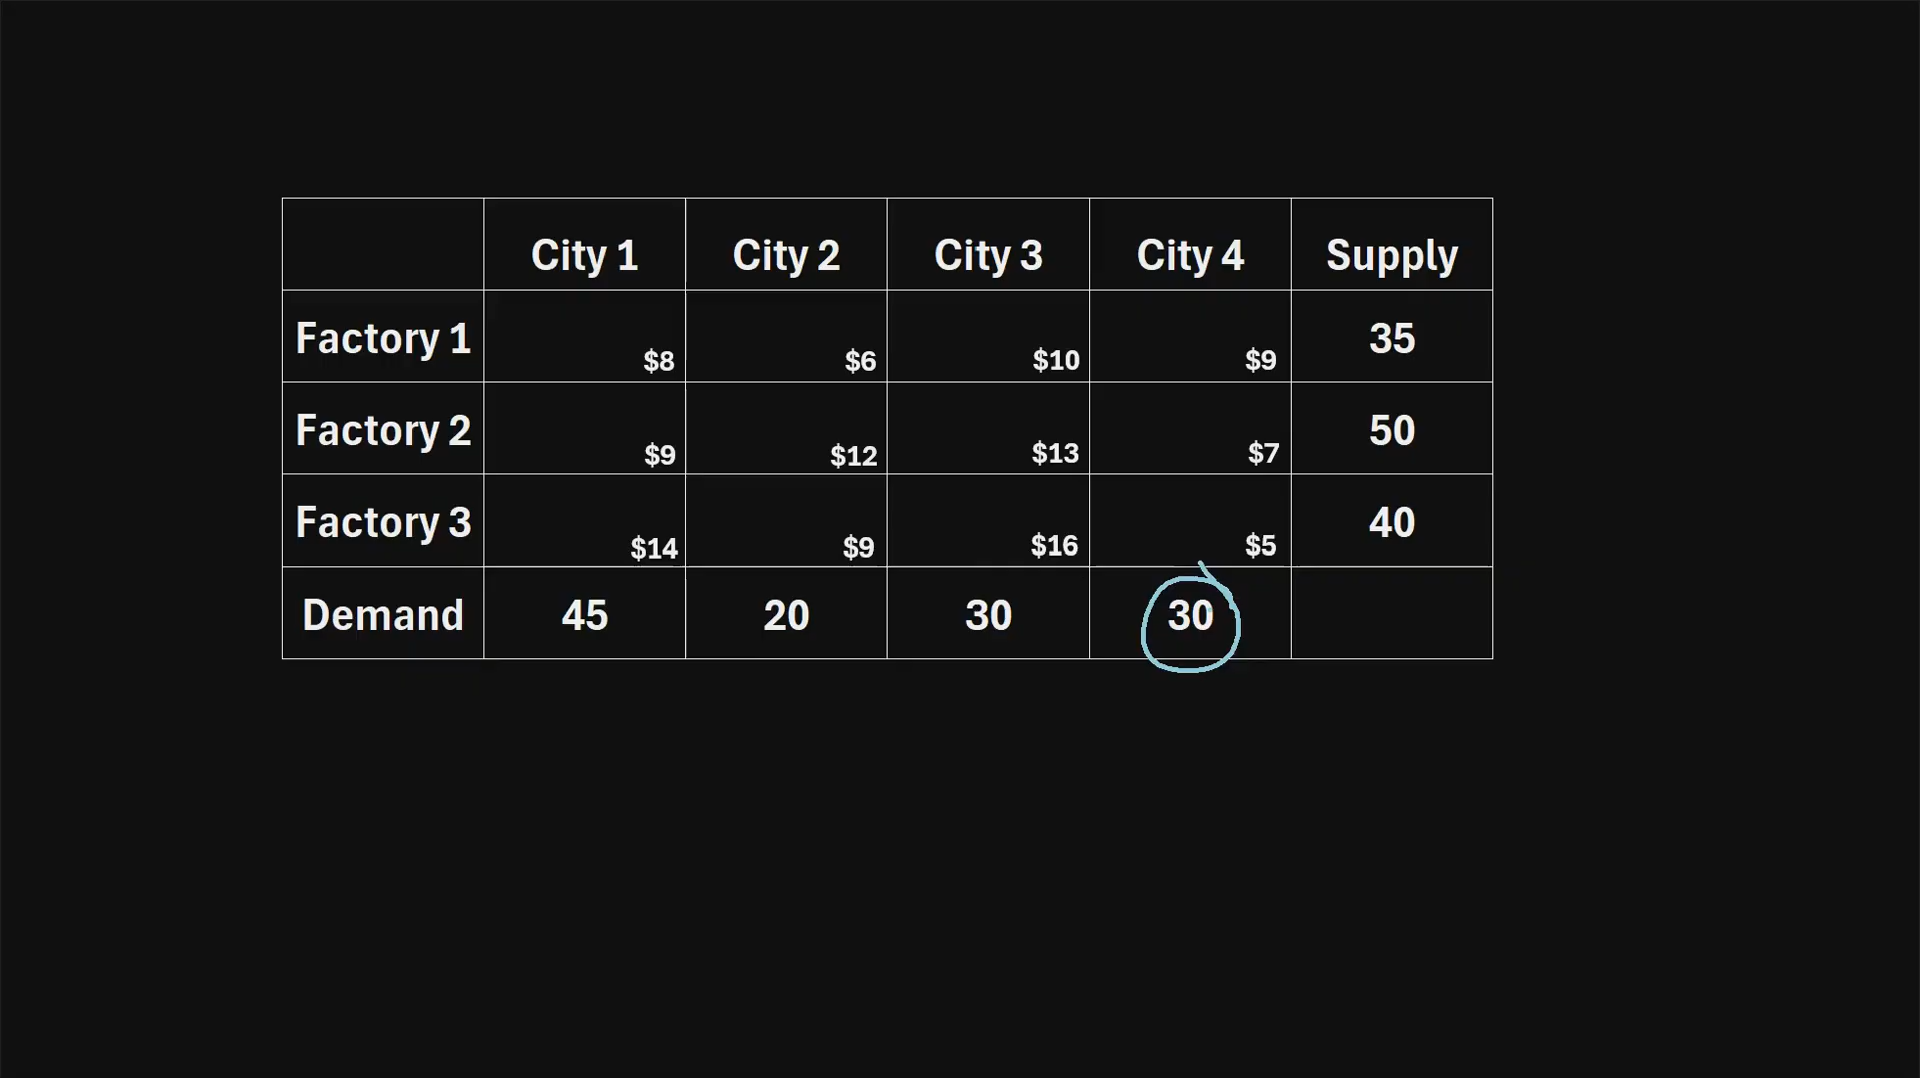 City 1 City 2 City 3 City 4 Supply
Factory 1 $8 $6 $10 $9 35
Factory 2 $9 $12 $13 $7 50
Factory 3 $14 $9 $16 $5 40
Demand 45 20 30 30